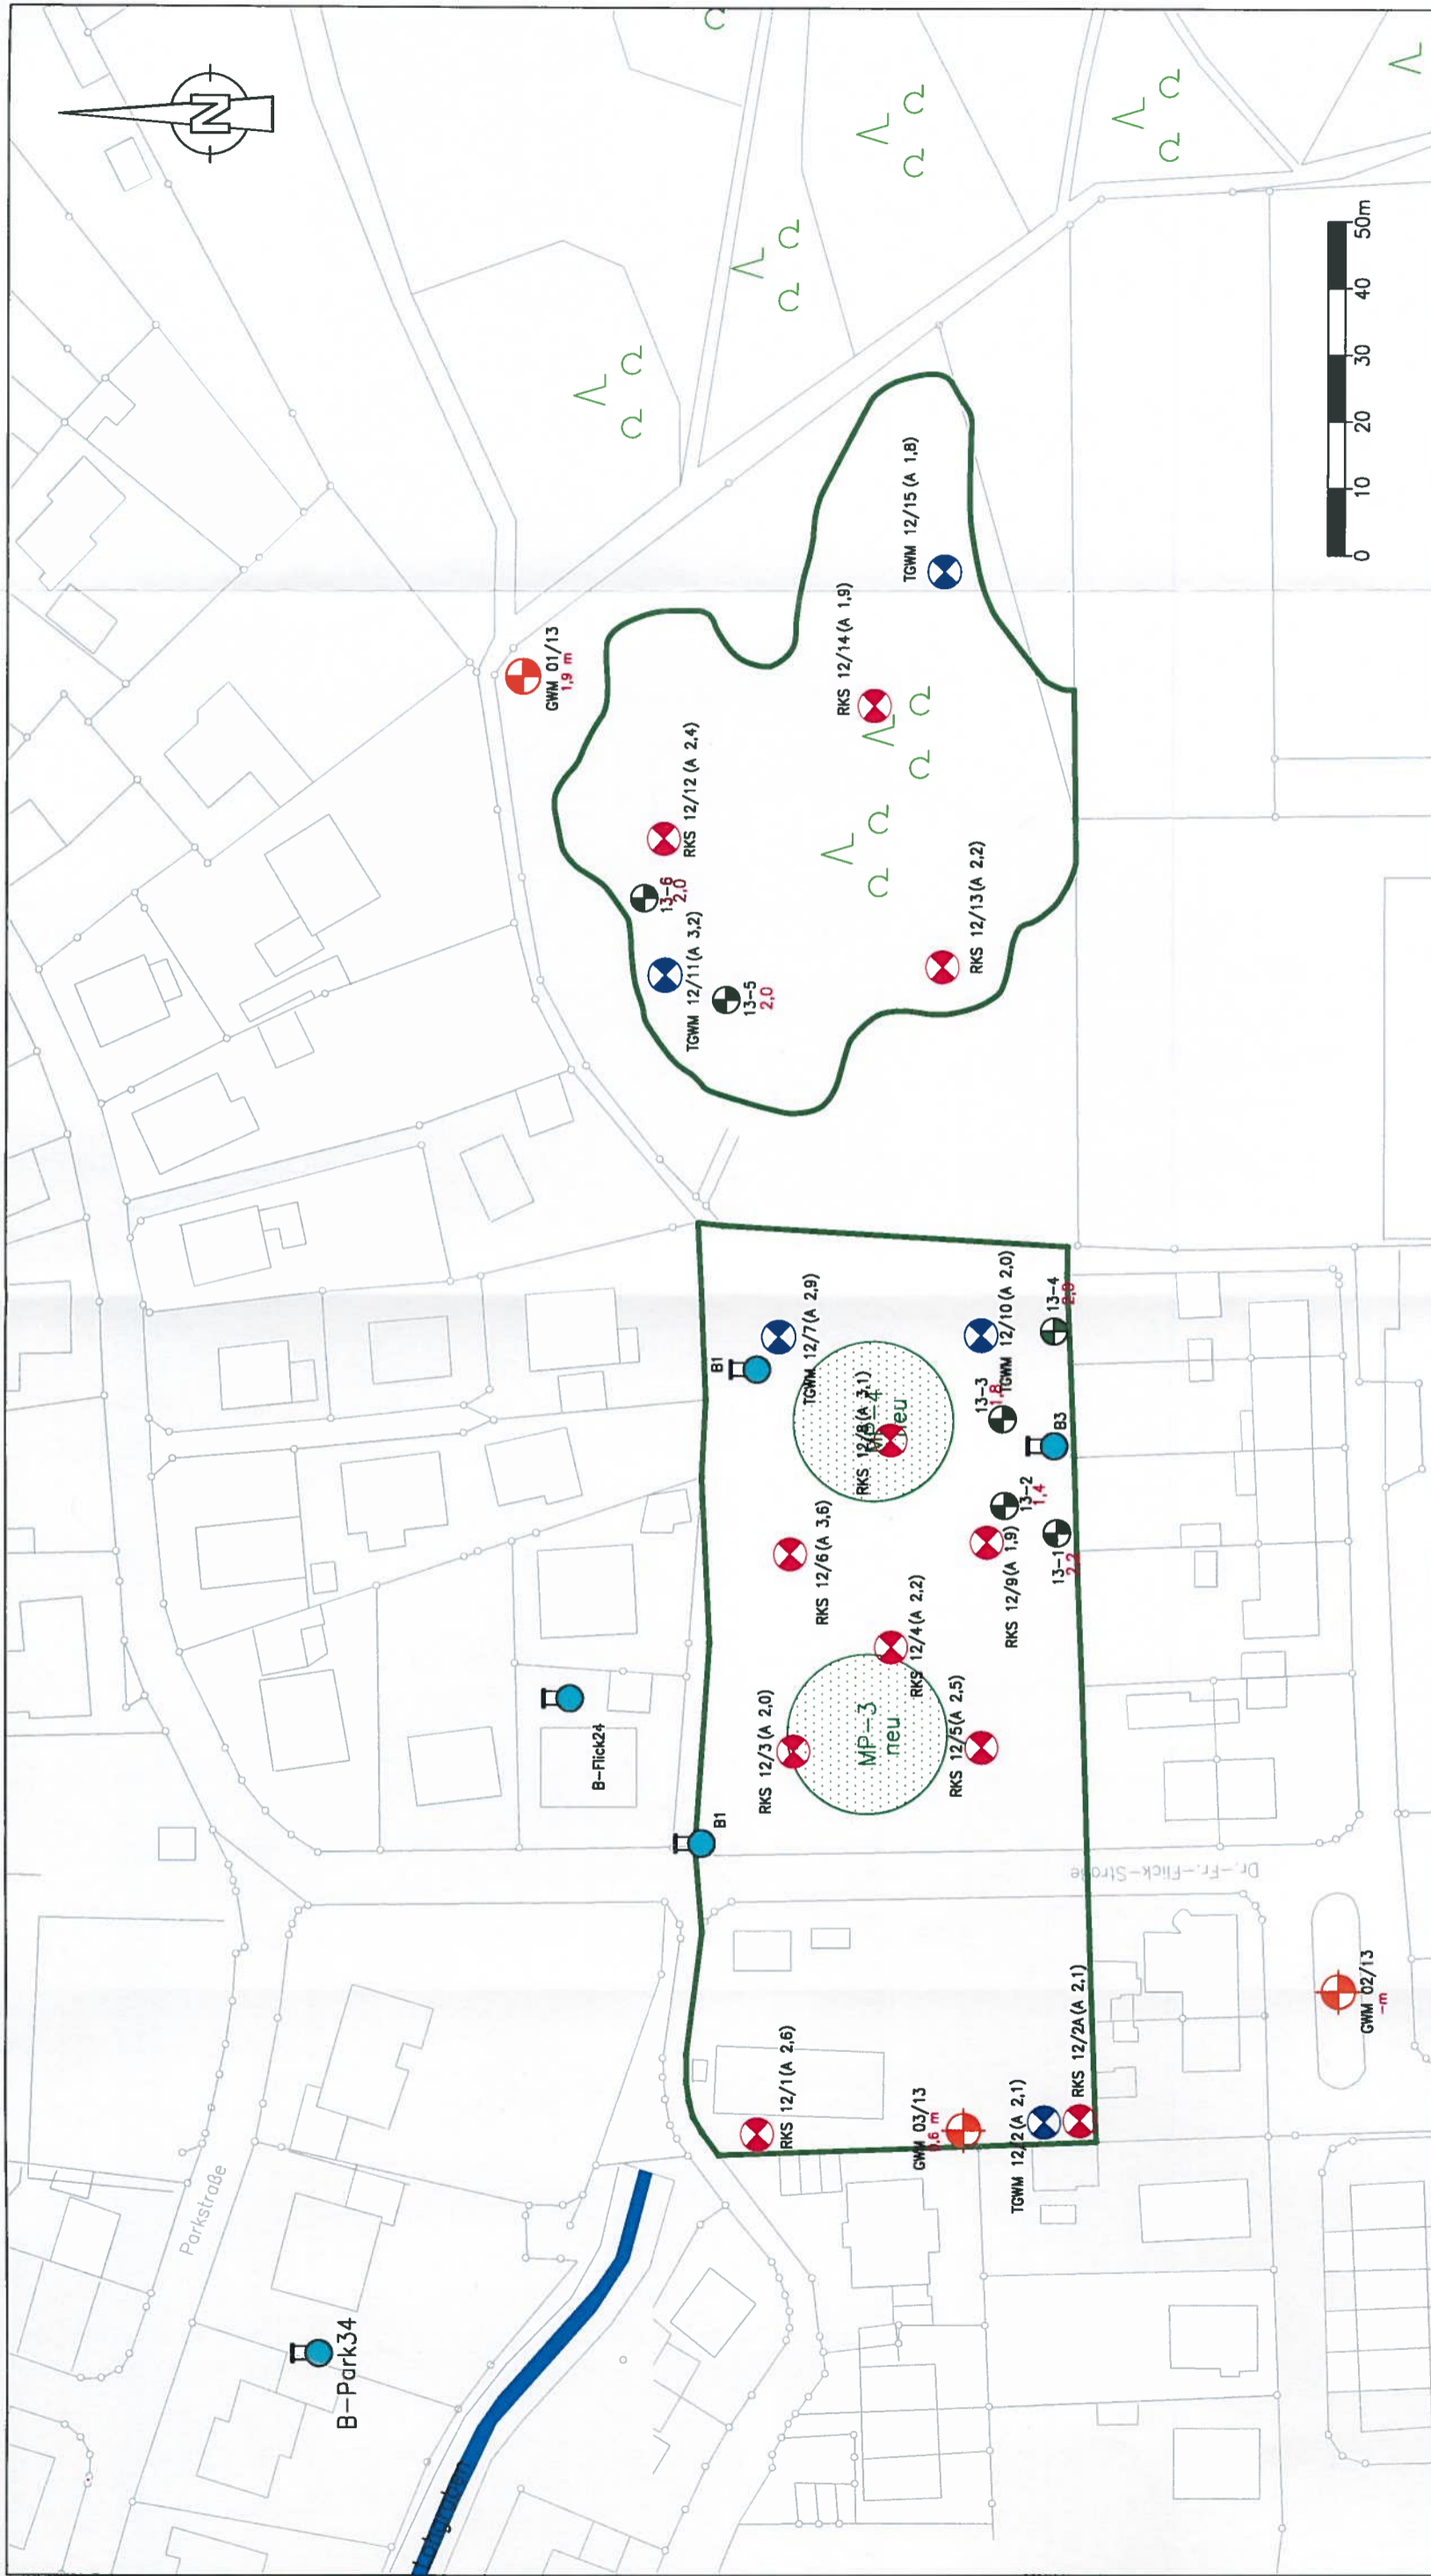 N
B-Park34
Parkstraße
B-Flick24
B1
B1
GWM 01/13
1,9 m
RKS 12/12 (A 2,4)
13-6
2,0
TGWM 12/11(A 3,2)
13-5
2,0
RKS 12/14(A 1,9)
TGWM 12/15 (A 1,8)
RKS 12/13(A 2,2)
RKS 12/1(A 2,6)
RKS 12/3(A 2,0)
MP-3
neu
RKS 12/4(A 2,2)
RKS 12/5(A 2,5)
RKS 12/6(A 3,6)
TGWM 12/7(A 2,9)
RKS 12/8(A 3,1)
neu
RKS 12/9(A 1,9)
TGWM 12/10(A 2,0)
13-1
2,2
13-2
1,4
13-3
1,8
13-4
B3
GWM 03/13
TGWM 12/2(A 2,1)
RKS 12/2A(A 2,1)
Dr.-Fr.-Flick-Straße
GWM 02/13
-m
0 10 20 30 40 50m